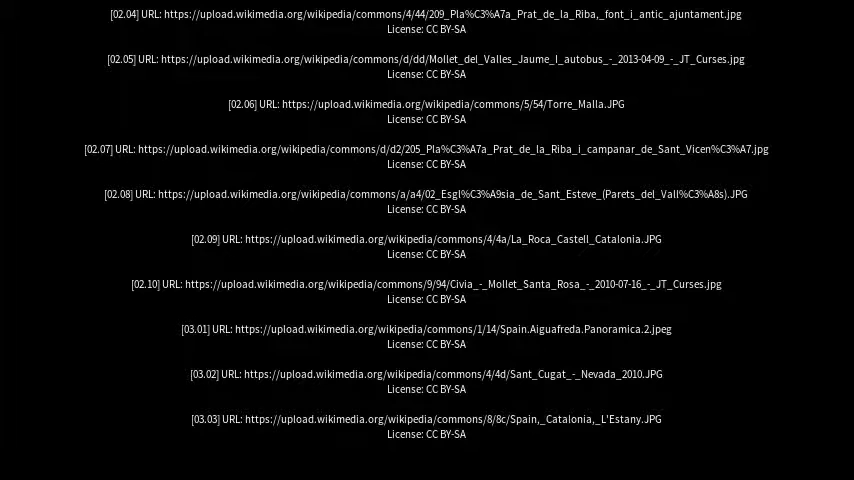 [02.04] URL: https://upload.wikimedia.org/wikipedia/commons/4/44/209_Pla%C3%A7a_Prat_de_la_Riba,_font_i_antic_ajuntament.jpg
License: CC BY-SA
[02.05] URL: https://upload.wikimedia.org/wikipedia/commons/d/dd/Mollet_del_Valles_Jaume_I_autobus_-_2013-04-09_-_JT_Curses.jpg
License: CC BY-SA
[02.06] URL: https://upload.wikimedia.org/wikipedia/commons/5/54/Torre_Malla.JPG
License: CC BY-SA
[02.07] URL: https://upload.wikimedia.org/wikipedia/commons/d/d2/205_Pla%C3%A7a_Prat_de_la_Riba_i_campanar_de_Sant_Vicen%C3%A7.jpg
License: CC BY-SA
[02.08] URL: https://upload.wikimedia.org/wikipedia/commons/a/a4/02_Esgl%C3%A9sia_de_Sant_Esteve_(Parets_del_Vall%C3%A8s).JPG
License: CC BY-SA
[02.09] URL: https://upload.wikimedia.org/wikipedia/commons/4/4a/La_Roca_Castell_Catalonia.JPG
License: CC BY-SA
[02.10] URL: https://upload.wikimedia.org/wikipedia/commons/9/94/Civia_-_Mollet_Santa_Rosa_-_2010-07-16_-_JT_Curses.jpg
License: CC BY-SA
[03.01] URL: https://upload.wikimedia.org/wikipedia/commons/1/14/Spain.Aiguafreda.Panoramica.2.jpeg
License: CC BY-SA
[03.02] URL: https://upload.wikimedia.org/wikipedia/commons/4/4d/Sant_Cugat_-_Nevada_2010.JPG
License: CC BY-SA
[03.03] URL: https://upload.wikimedia.org/wikipedia/commons/8/8c/Spain,_Catalonia,_L'Estany.JPG
License: CC BY-SA